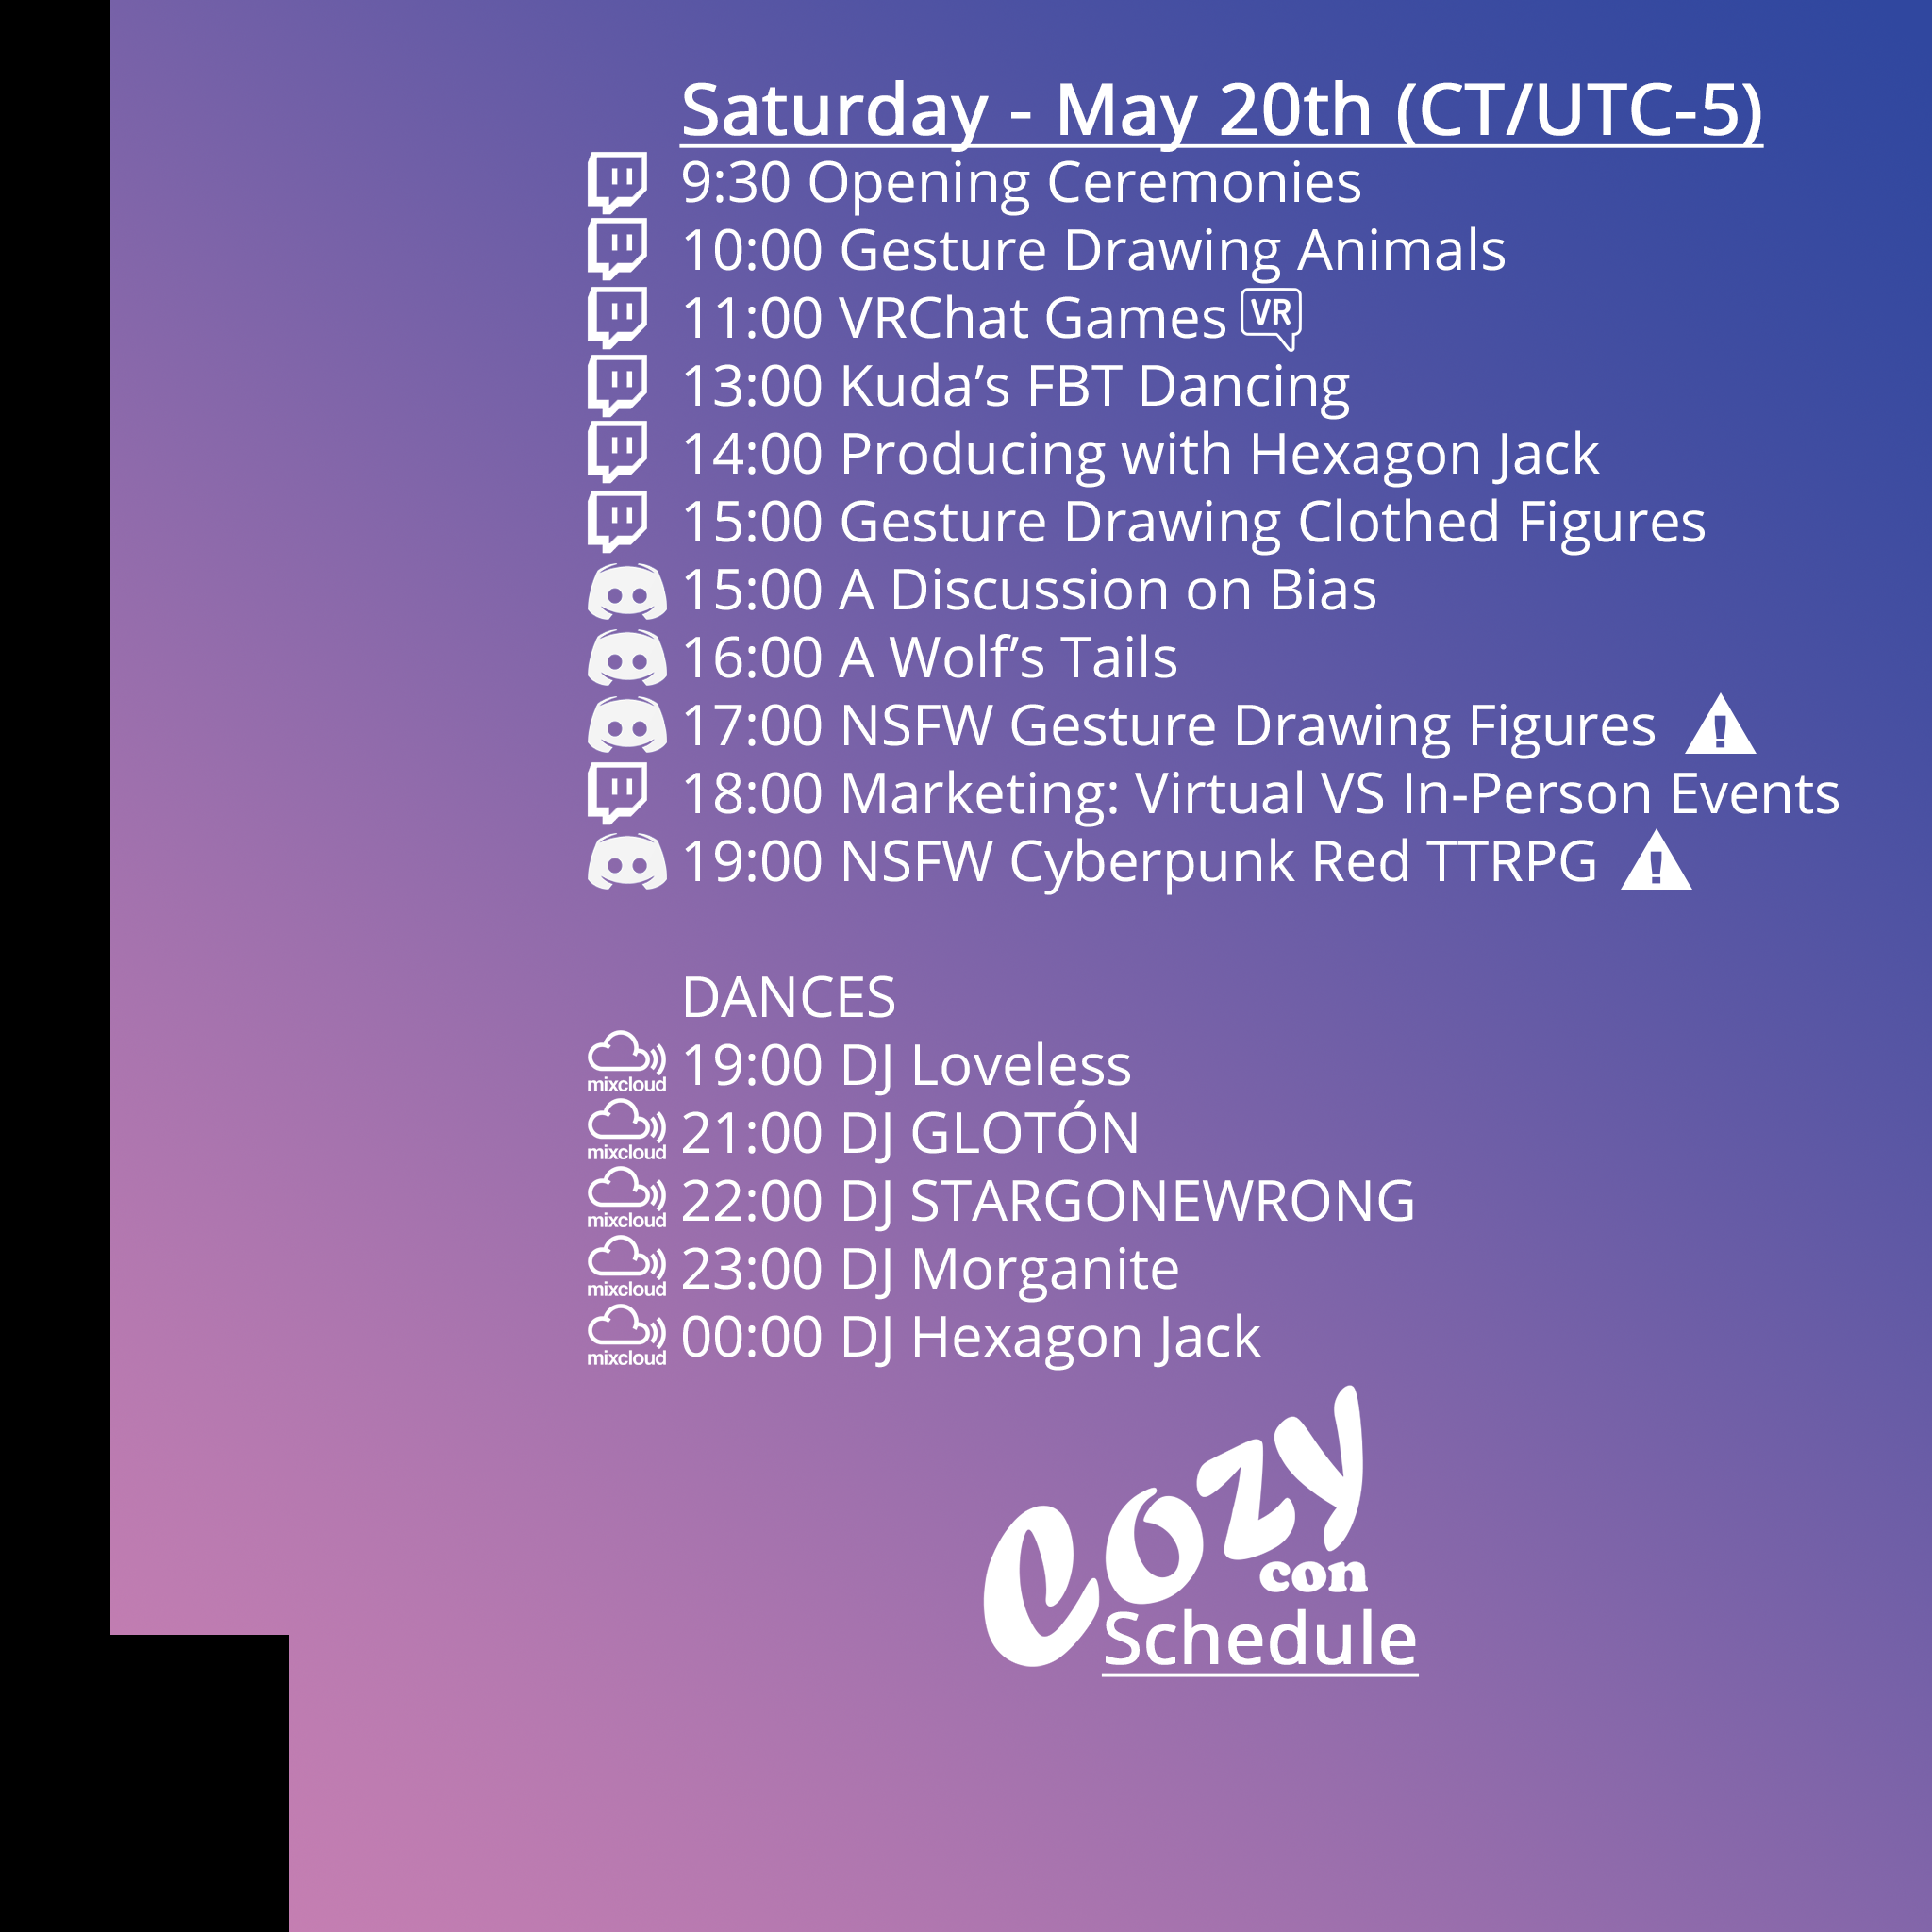 Saturday - May 20th (CT/UTC-5)
9:30 Opening Ceremonies
10:00 Gesture Drawing Animals
11:00 VRChat Games VR
13:00 Kuda’s FBT Dancing
14:00 Producing with Hexagon Jack
15:00 Gesture Drawing Clothed Figures
15:00 A Discussion on Bias
16:00 A Wolf’s Tails
17:00 NSFW Gesture Drawing Figures !
18:00 Marketing: Virtual VS In-Person Events
19:00 NSFW Cyberpunk Red TTRPG !
DANCES
mixcloud 19:00 DJ Loveless
mixcloud 21:00 DJ GLOTÓN
mixcloud 22:00 DJ STARGONEWRONG
mixcloud 23:00 DJ Morganite
mixcloud 00:00 DJ Hexagon Jack
Cozy
con
Schedule